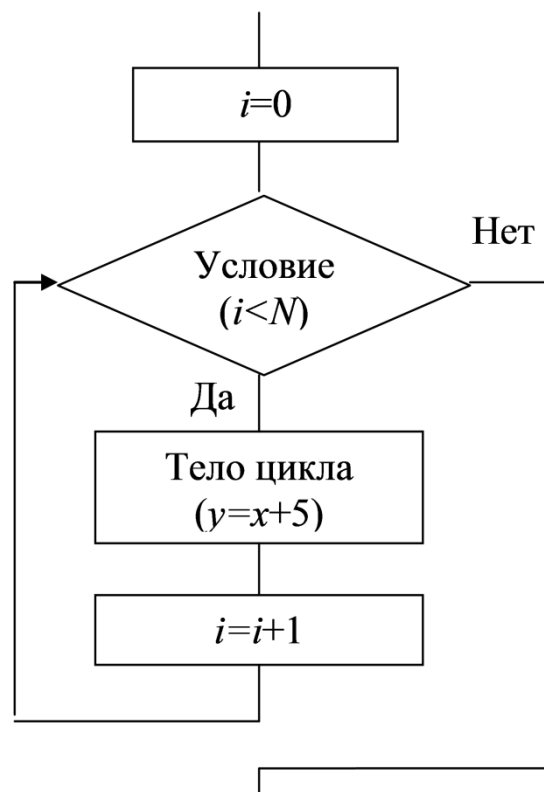 i=0
Условие
(i<N)
Нет
Да
Тело цикла
(y=x+5)
i=i+1